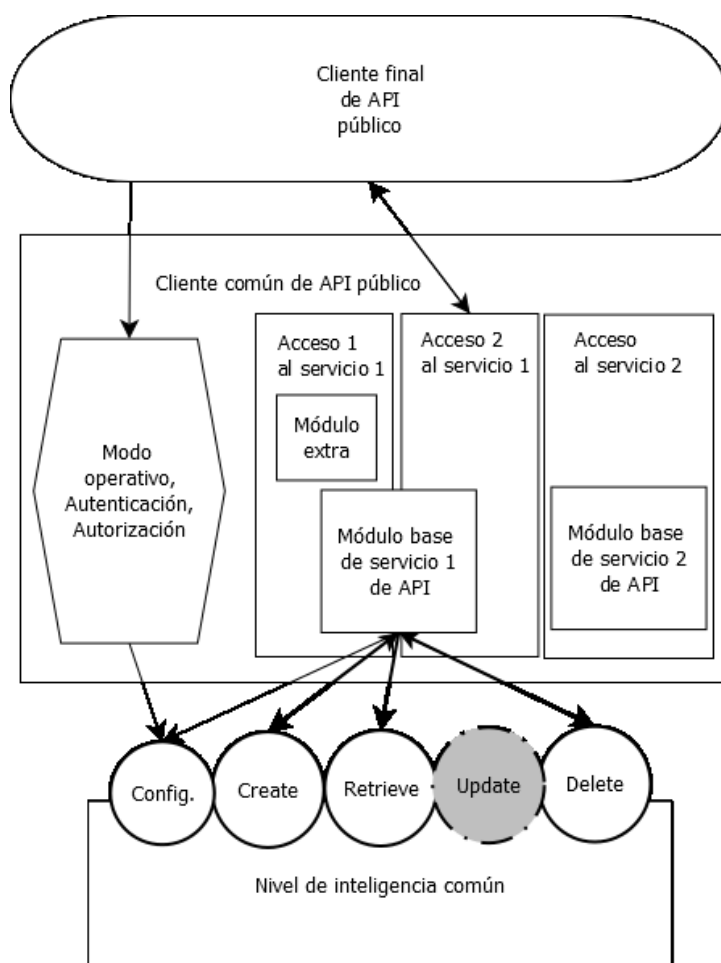 Cliente final
de API
público
Cliente común de API público
Modo
operativo,
Autenticación,
Autorización
Acceso 1
al servicio 1
Módulo
extra
Acceso 2
al servicio 1
Módulo base
de servicio 1
de API
Acceso
al servicio 2
Módulo base
de servicio 2
de API
Config.
Create
Retrieve
Update
Delete
Nivel de inteligencia común